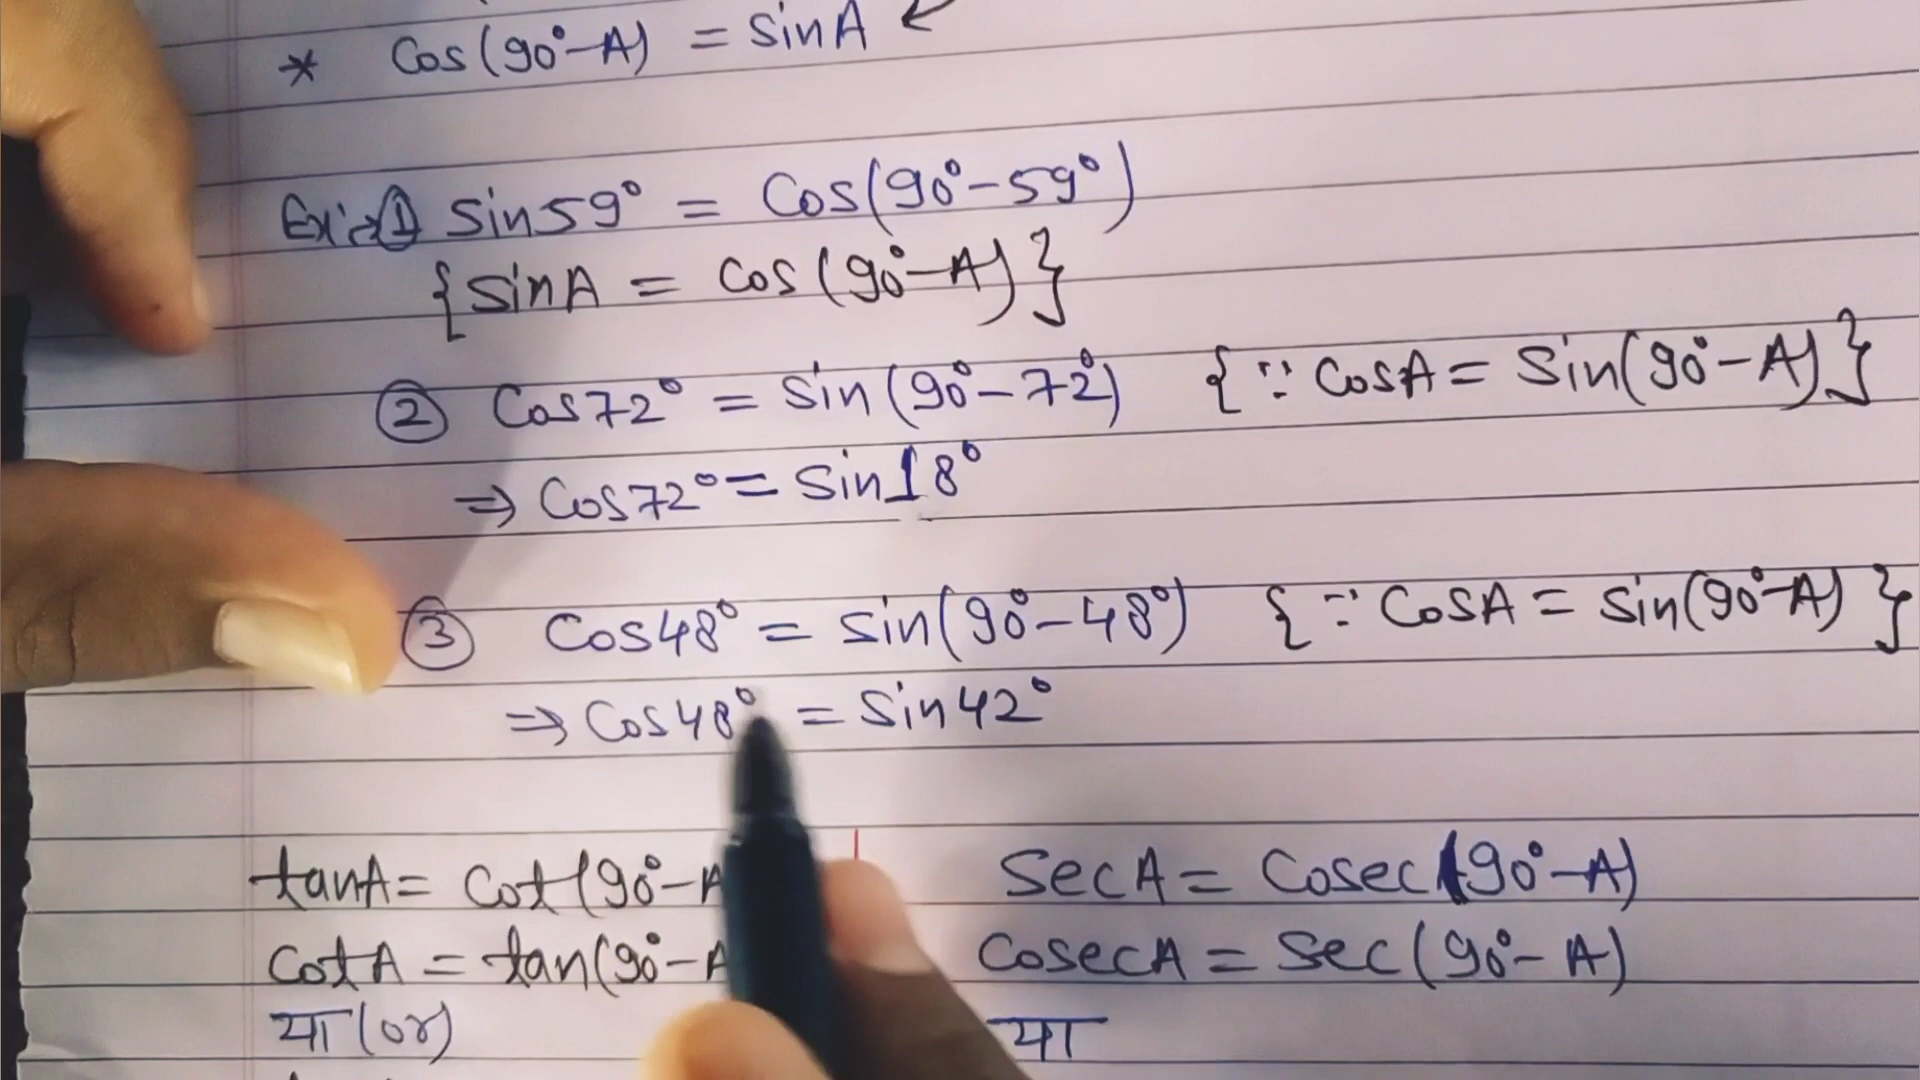 * Cos(90°-A) = sinA ←
Ex:→① sin59° = Cos(90°-59°)
{sinA = Cos(90°-A)}
② Cos72° = sin(90°-72°) {∵ CosA = Sin(90°-A)}
⇒ Cos72° = Sin18°
③ Cos48° = sin(90°-48°) {∵ CosA = sin(90°-A)}
⇒ Cos48° = Sin42°
tanA = Cot(90°-A
CotA = tan(90°-A
या (or)
SecA = Cosec(90°-A)
CosecA = Sec(90°-A)
या